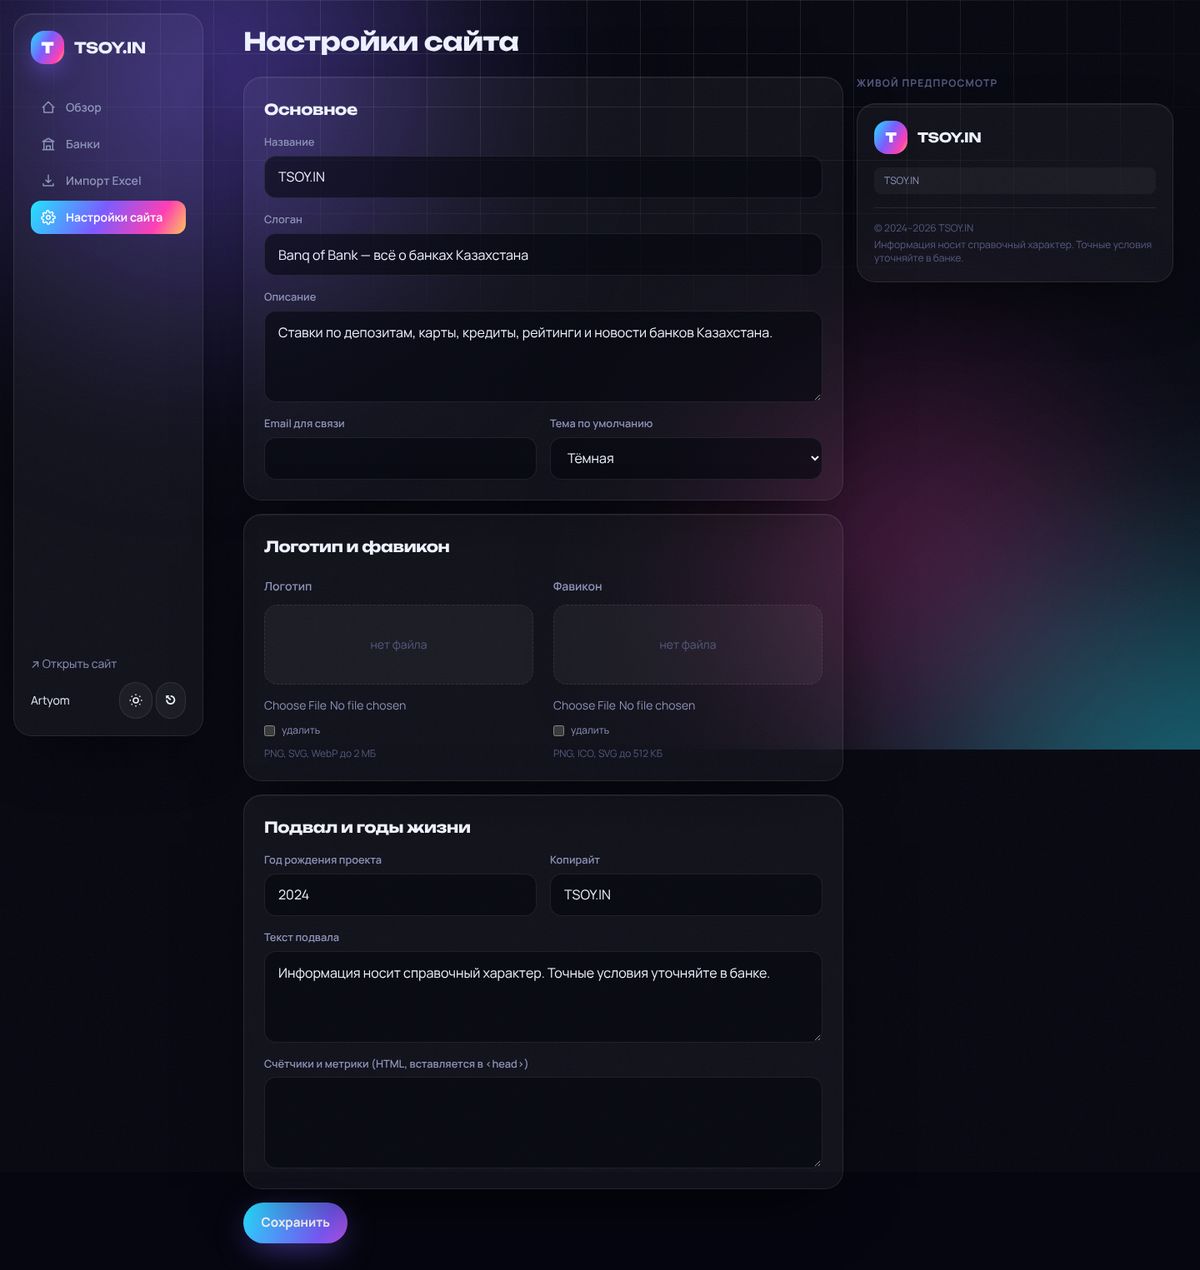 T TSOY.IN
Обзор
Банки
Импорт Excel
Настройки сайта
↗ Открыть сайт
Artyom
Настройки сайта
Основное
Название
TSOY.IN
Слоган
Banq of Bank — всё о банках Казахстана
Описание
Ставки по депозитам, карты, кредиты, рейтинги и новости банков Казахстана.
Email для связи
Тема по умолчанию
Тёмная
Логотип и фавикон
Логотип
нет файла
Choose File No file chosen
удалить
PNG, SVG, WebP до 2 МБ
Фавикон
нет файла
Choose File No file chosen
удалить
PNG, ICO, SVG до 512 КБ
Подвал и годы жизни
Год рождения проекта
2024
Копирайт
TSOY.IN
Текст подвала
Информация носит справочный характер. Точные условия уточняйте в банке.
Счётчики и метрики (HTML, вставляется в <head>)
Сохранить
ЖИВОЙ ПРЕДПРОСМОТР
T TSOY.IN
TSOY.IN
© 2024–2026 TSOY.IN
Информация носит справочный характер. Точные условия
уточняйте в банке.